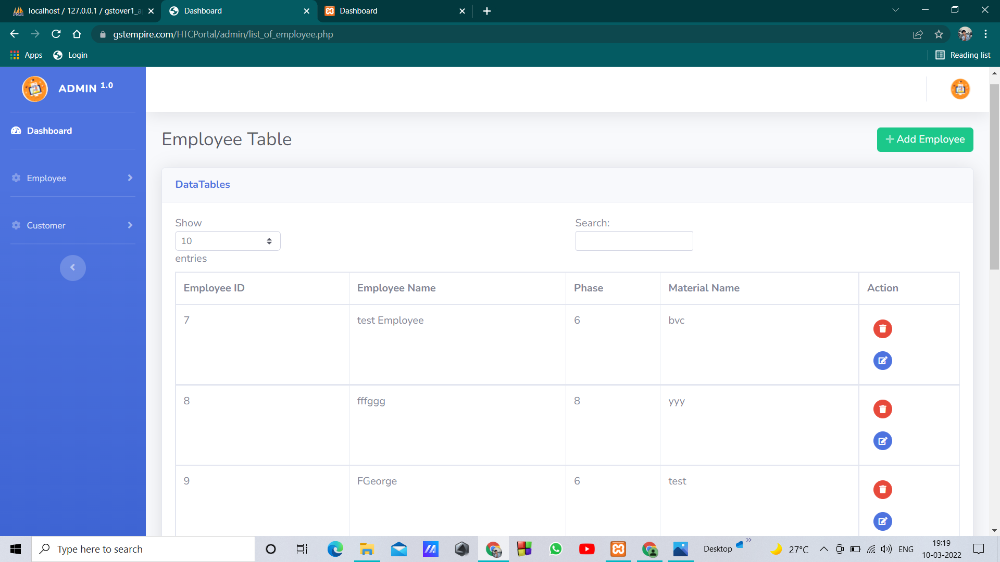 localhost / 127.0.0.1 / gstover1_a
Dashboard
Dashboard
gstempire.com/HTCPortal/admin/list_of_employee.php
Apps
Login
Reading list
ADMIN 1.0
Dashboard
Employee
Customer
Employee Table
Add Employee
DataTables
Show
10
entries
Search:
Employee ID Employee Name Phase Material Name Action
7 test Employee 6 bvc
8 fffggg 8 yyy
9 FGeorge 6 test
Type here to search
Desktop
27°C
ENG
19:19
10-03-2022